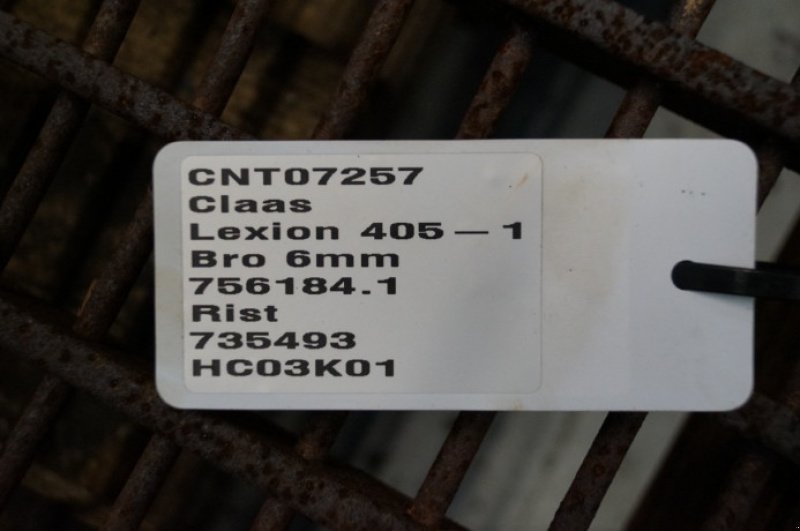 CNT07257
Claas
Lexion 405 – 1
Bro 6mm
756184.1
Rist
735493
HC03K01